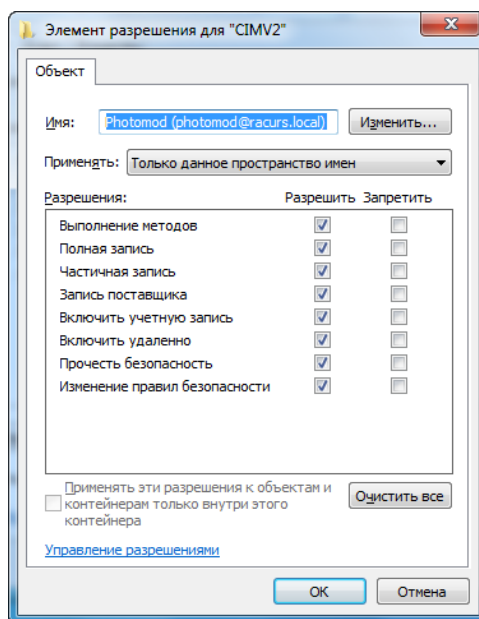 Элемент разрешения для "CIMV2"
Объект
Имя: Photomod (photomod@racurs.local) Изменить...
Применять: Только данное пространство имен
Разрешения: Разрешить Запретить
Выполнение методов
Полная запись
Частичная запись
Запись поставщика
Включить учетную запись
Включить удаленно
Прочесть безопасность
Изменение правил безопасности
Применять эти разрешения к объектам и
контейнерам только внутри этого
контейнера
Очистить все
Управление разрешениями
ОК Отмена